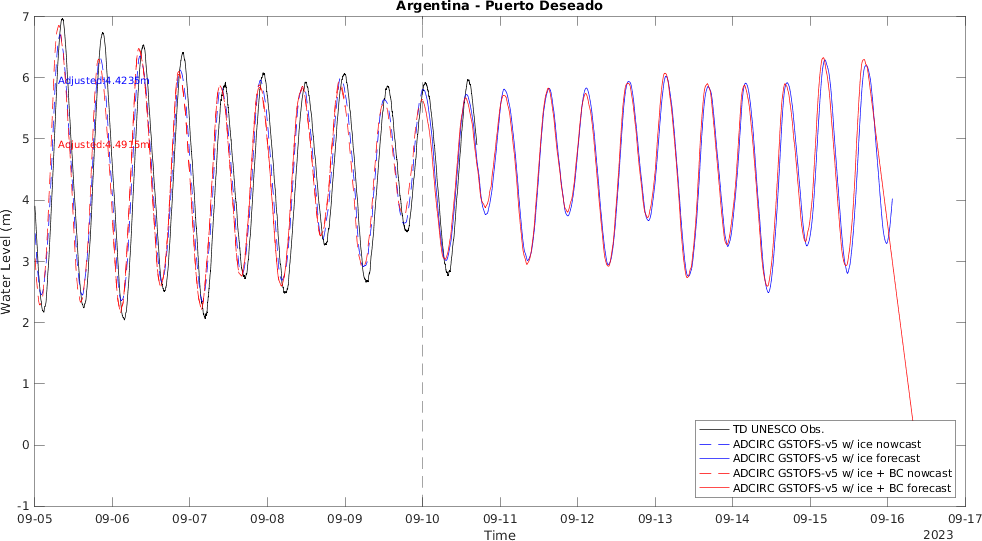 Argentina - Puerto Deseado
7
6
5
4
3
2
1
0
-1
Water Level (m)
Adjusted:4.4235m
Adjusted:4.4915m
TD UNESCO Obs.
ADCIRC GSTOFS-v5 w/ ice nowcast
ADCIRC GSTOFS-v5 w/ ice forecast
ADCIRC GSTOFS-v5 w/ ice + BC nowcast
ADCIRC GSTOFS-v5 w/ ice + BC forecast
09-05 09-06 09-07 09-08 09-09 09-10 09-11 09-12 09-13 09-14 09-15 09-16 09-17
Time
2023